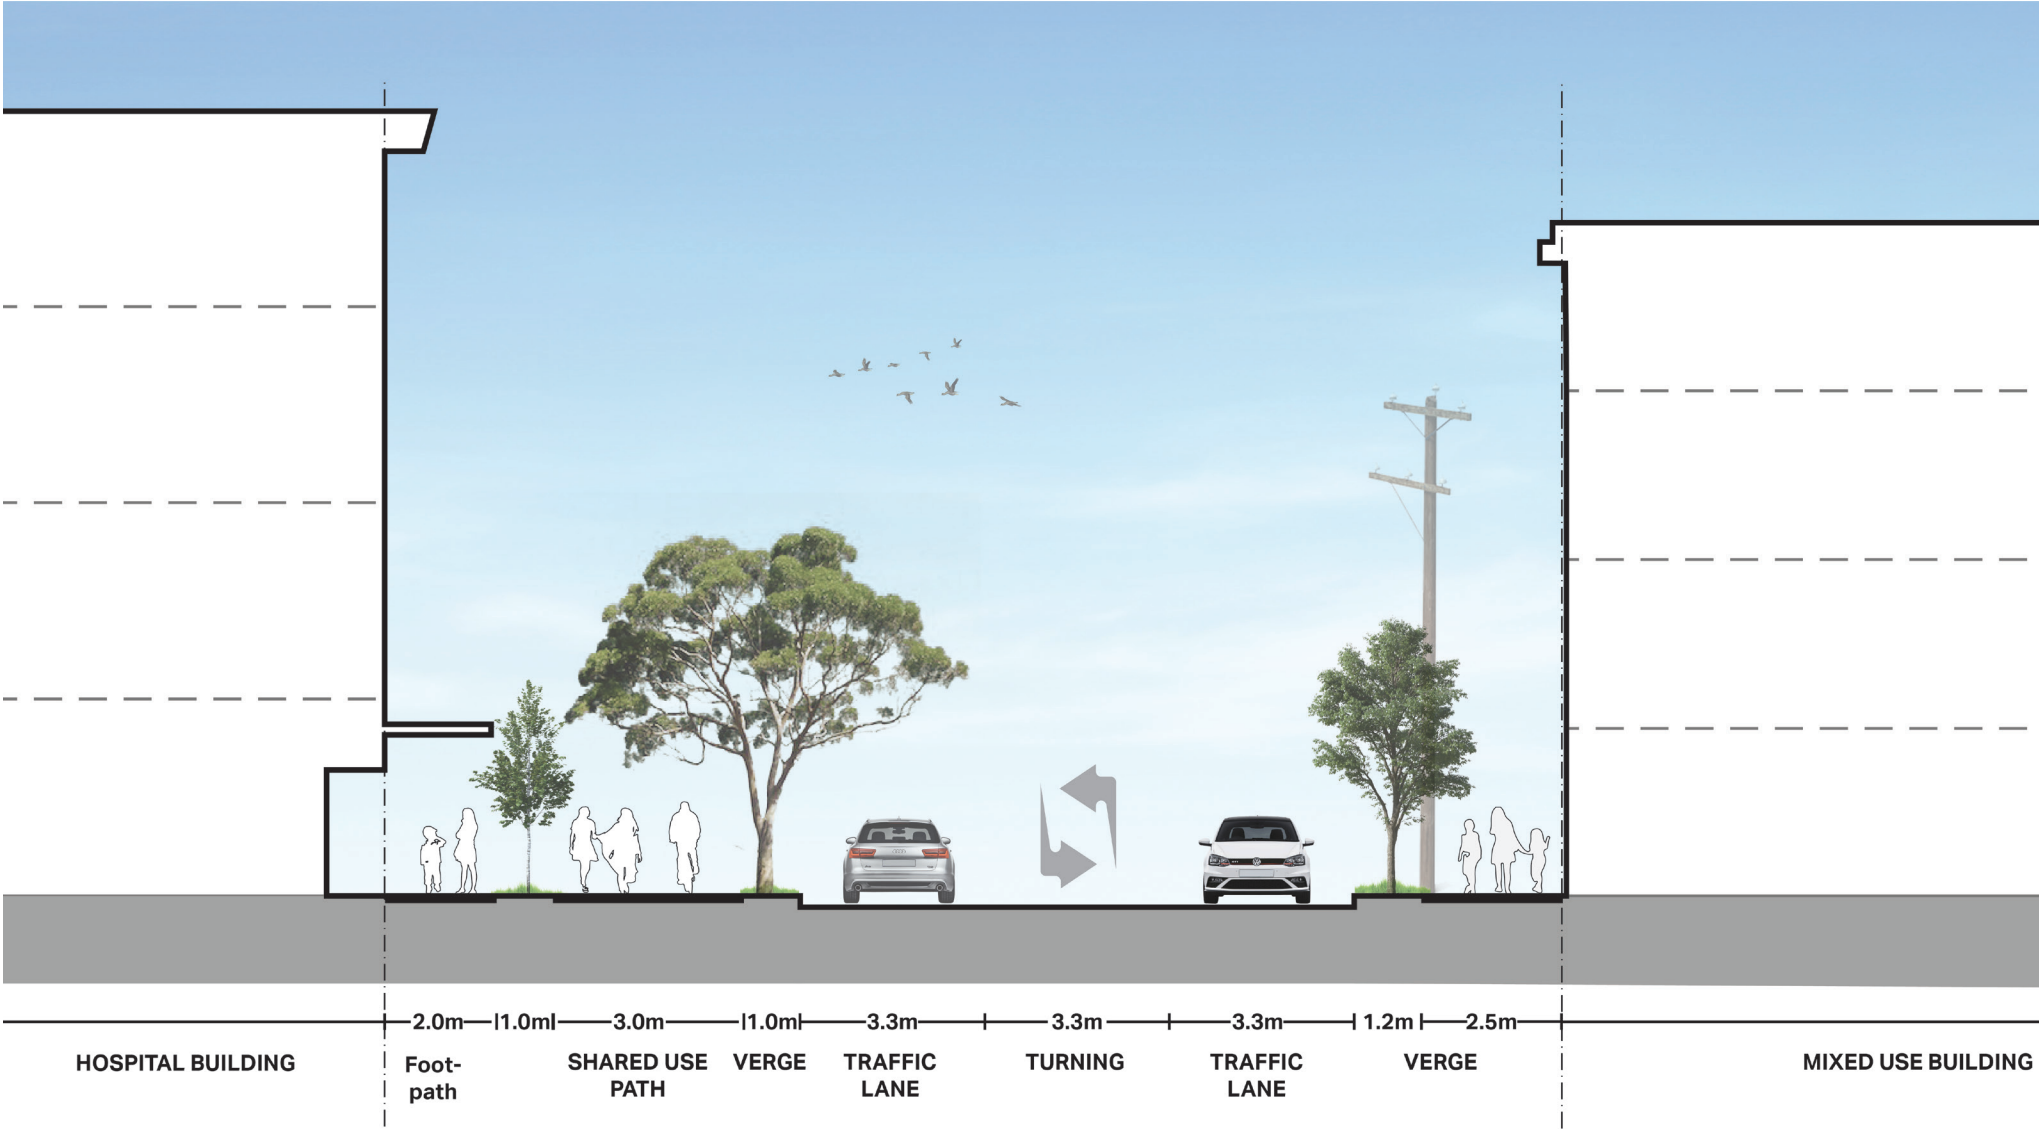 2.0m 1.0m 3.0m 1.0m 3.3m 3.3m 3.3m 1.2m 2.5m
HOSPITAL BUILDING
Foot-
path
SHARED USE
PATH
VERGE
TRAFFIC
LANE
TURNING
TRAFFIC
LANE
VERGE
MIXED USE BUILDING